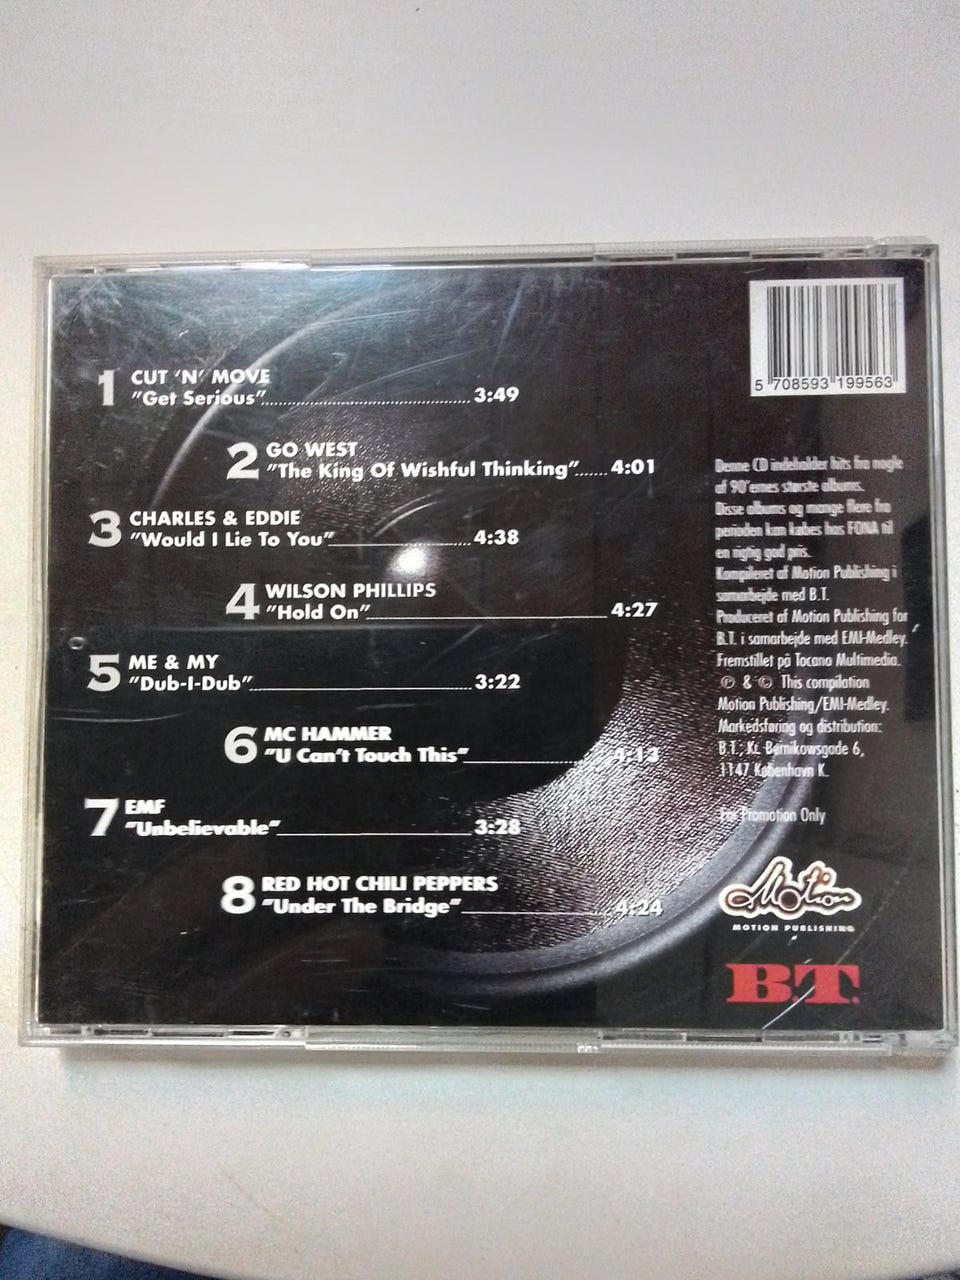 1 CUT 'N' MOVE
"Get Serious" 3:49
2 GO WEST
"The King Of Wishful Thinking" 4:01
3 CHARLES & EDDIE
"Would I Lie To You" 4:38
4 WILSON PHILLIPS
"Hold On" 4:27
5 ME & MY
"Dub-I-Dub" 3:22
6 MC HAMMER
"U Can't Touch This" 4:13
7 EMF
"Unbelievable" 3:28
8 RED HOT CHILI PEPPERS
"Under The Bridge" 4:24
5 708593 199563
Denne CD indeholder hits fra nogle
af 90'ernes største albums.
Disse albums og mange flere fra
perioden kan købes hos FONA til
en rigtig god pris.
Kompileret af Motion Publishing i
samarbejde med B.T.
Produceret af Motion Publishing for
B.T. i samarbejde med EMI-Medley.
Fremstillet på Tocano Multimedia.
℗ & © This compilation
Motion Publishing/EMI-Medley.
Markedsføring og distribution:
B.T., Kr. Bernikowsgade 6,
1147 København K.
For Promotion Only
Motion
MOTION PUBLISHING
B.T.